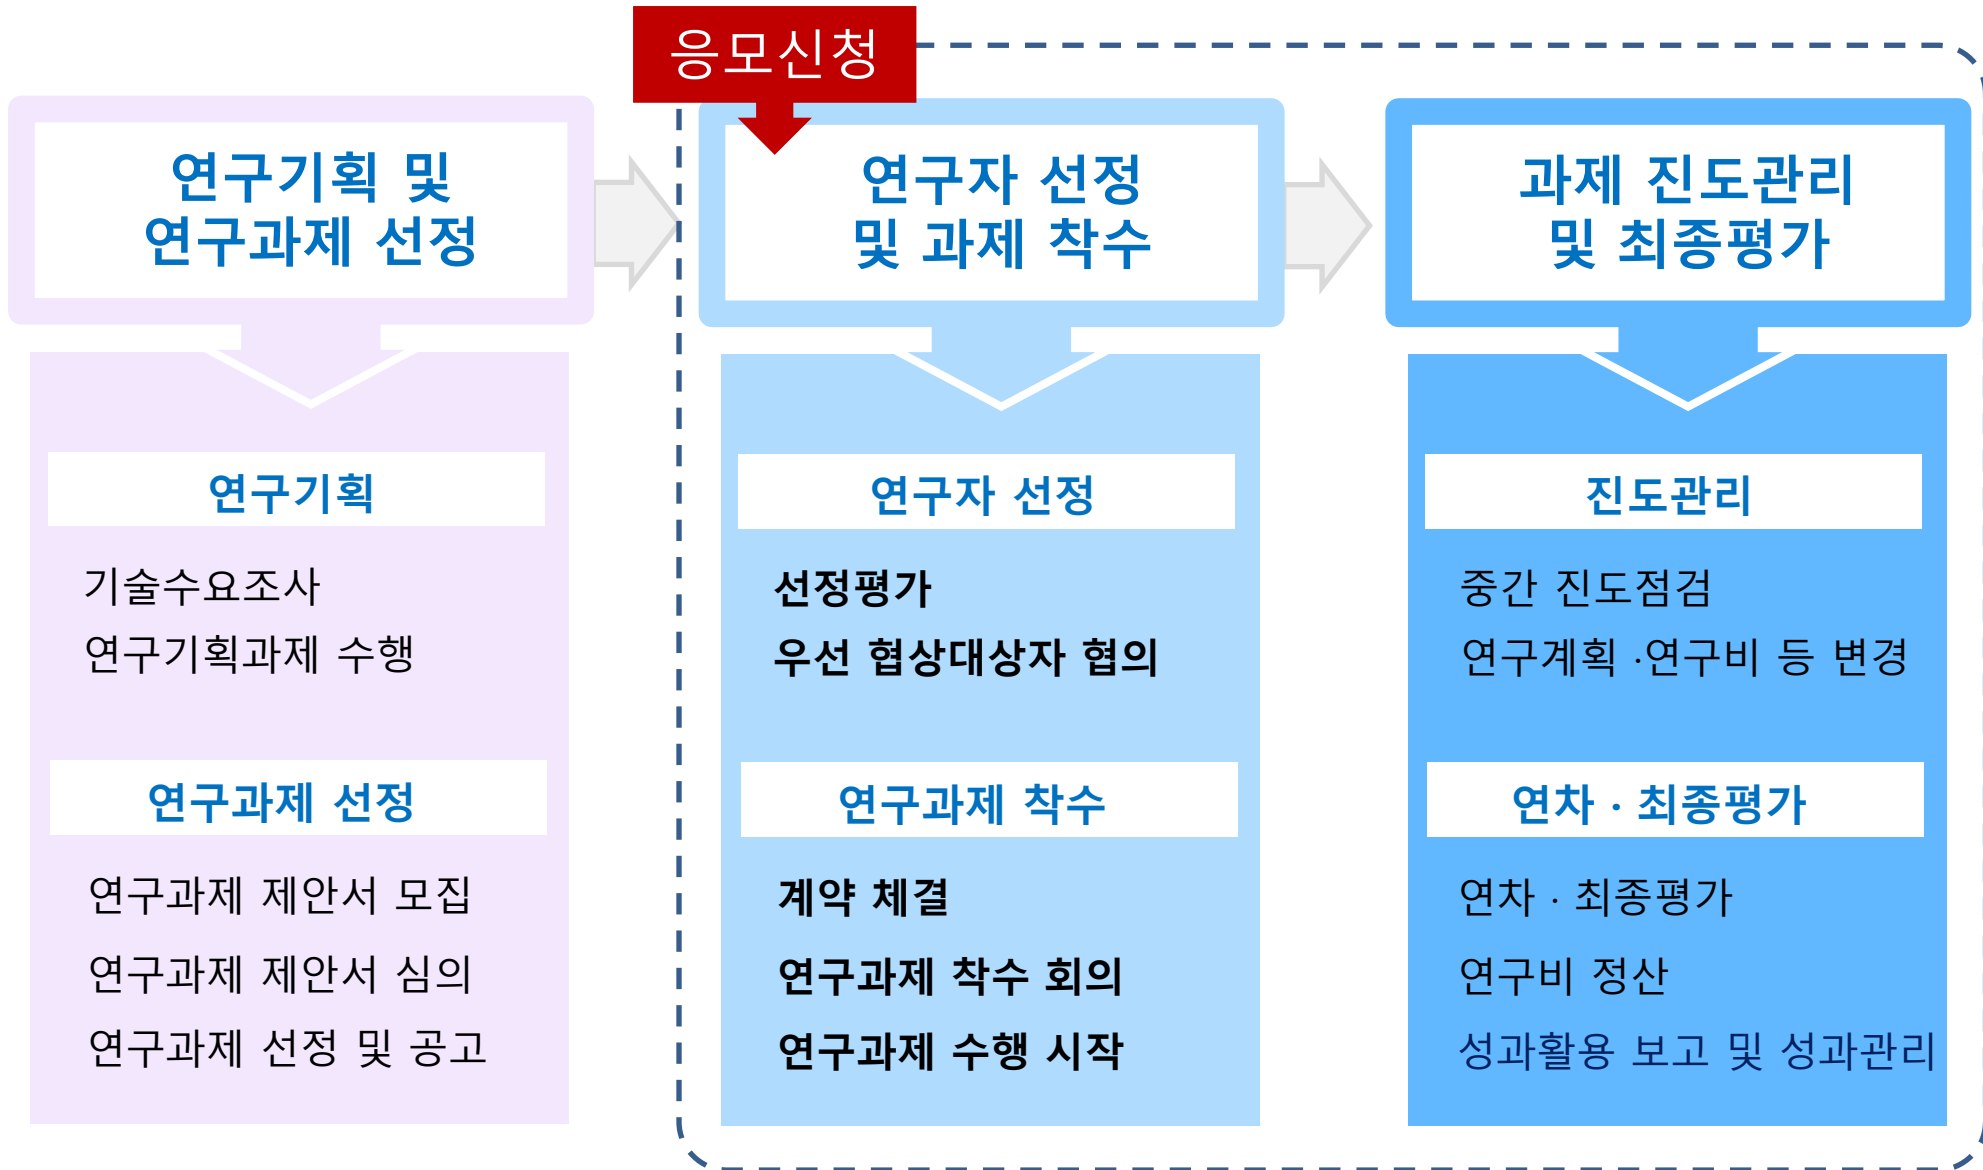 응모신청
연구기획 및
연구과제 선정
연구기획
기술수요조사
연구기획과제 수행
연구과제 선정
연구과제 제안서 모집
연구과제 제안서 심의
연구과제 선정 및 공고
연구자 선정
및 과제 착수
연구자 선정
선정평가
우선 협상대상자 협의
연구과제 착수
계약 체결
연구과제 착수 회의
연구과제 수행 시작
과제 진도관리
및 최종평가
진도관리
중간 진도점검
연구계획 ·연구비 등 변경
연차 · 최종평가
연차 · 최종평가
연구비 정산
성과활용 보고 및 성과관리